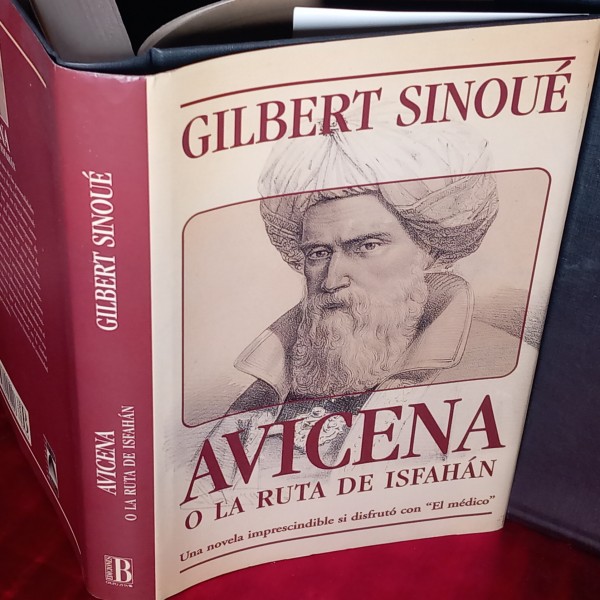 GILBERT SINOUÉ
AVICENA
O LA RUTA DE ISFAHÁN
Una novela imprescindible si disfrutó con "El médico"
GILBERT SINOUÉ
AVICENA
O LA RUTA DE ISFAHÁN
EDICIONES
B